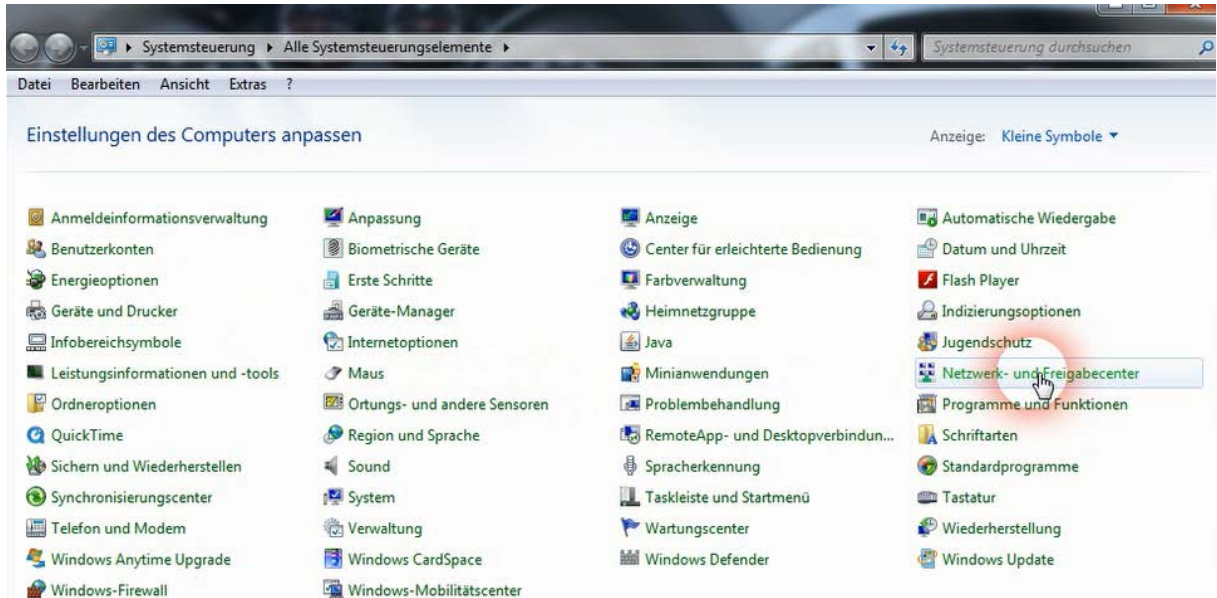 Systemsteuerung ▸ Alle Systemsteuerungselemente ▸ Systemsteuerung durchsuchen
Datei Bearbeiten Ansicht Extras ?
Einstellungen des Computers anpassen Anzeige: Kleine Symbole
Anmeldeinformationsverwaltung Anpassung Anzeige Automatische Wiedergabe
Benutzerkonten Biometrische Geräte Center für erleichterte Bedienung Datum und Uhrzeit
Energieoptionen Erste Schritte Farbverwaltung Flash Player
Geräte und Drucker Geräte-Manager Heimnetzgruppe Indizierungsoptionen
Infobereichsymbole Internetoptionen Java Jugendschutz
Leistungsinformationen und -tools Maus Minianwendungen Netzwerk- und Freigabecenter
Ordneroptionen Ortungs- und andere Sensoren Problembehandlung Programme und Funktionen
QuickTime Region und Sprache RemoteApp- und Desktopverbindun... Schriftarten
Sichern und Wiederherstellen Sound Spracherkennung Standardprogramme
Synchronisierungscenter System Taskleiste und Startmenü Tastatur
Telefon und Modem Verwaltung Wartungscenter Wiederherstellung
Windows Anytime Upgrade Windows CardSpace Windows Defender Windows Update
Windows-Firewall Windows-Mobilitätscenter